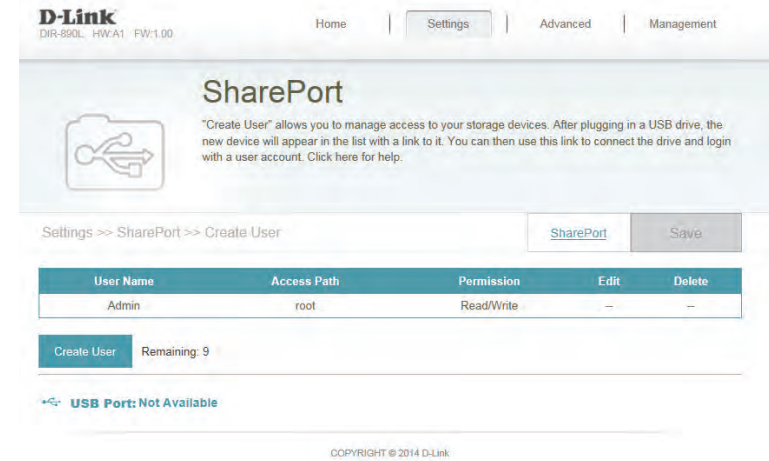 D-Link
DIR-890L HW:A1 FW:1.00
Home | Settings | Advanced | Management
SharePort
"Create User" allows you to manage access to your storage devices. After plugging in a USB drive, the
new device will appear in the list with a link to it. You can then use this link to connect the drive and login
with a user account. Click here for help.
Settings >> SharePort >> Create User SharePort Save
User Name Access Path Permission Edit Delete
Admin root Read/Write -- --
Create User Remaining: 9
USB Port: Not Available
COPYRIGHT © 2014 D-Link